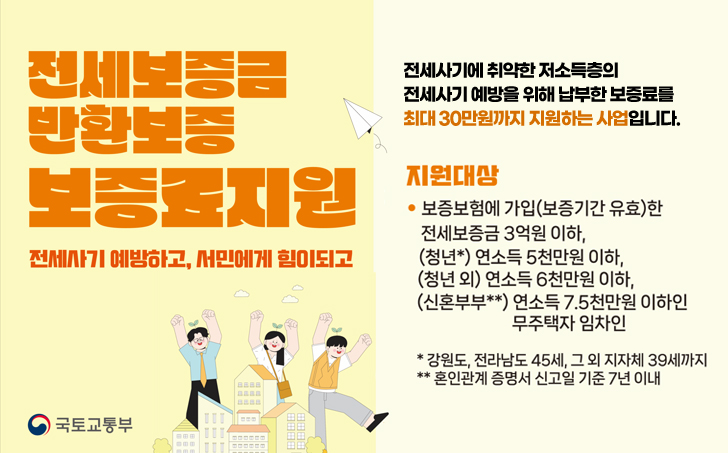 전세보증금
반환보증
보증료지원
전세사기 예방하고, 서민에게 힘이되고
국토교통부
전세사기에 취약한 저소득층의
전세사기 예방을 위해 납부한 보증료를
최대 30만원까지 지원하는 사업입니다.
지원대상
• 보증보험에 가입(보증기간 유효)한
전세보증금 3억원 이하,
(청년*) 연소득 5천만원 이하,
(청년 외) 연소득 6천만원 이하,
(신혼부부**) 연소득 7.5천만원 이하인
무주택자 임차인
* 강원도, 전라남도 45세, 그 외 지자체 39세까지
** 혼인관계 증명서 신고일 기준 7년 이내